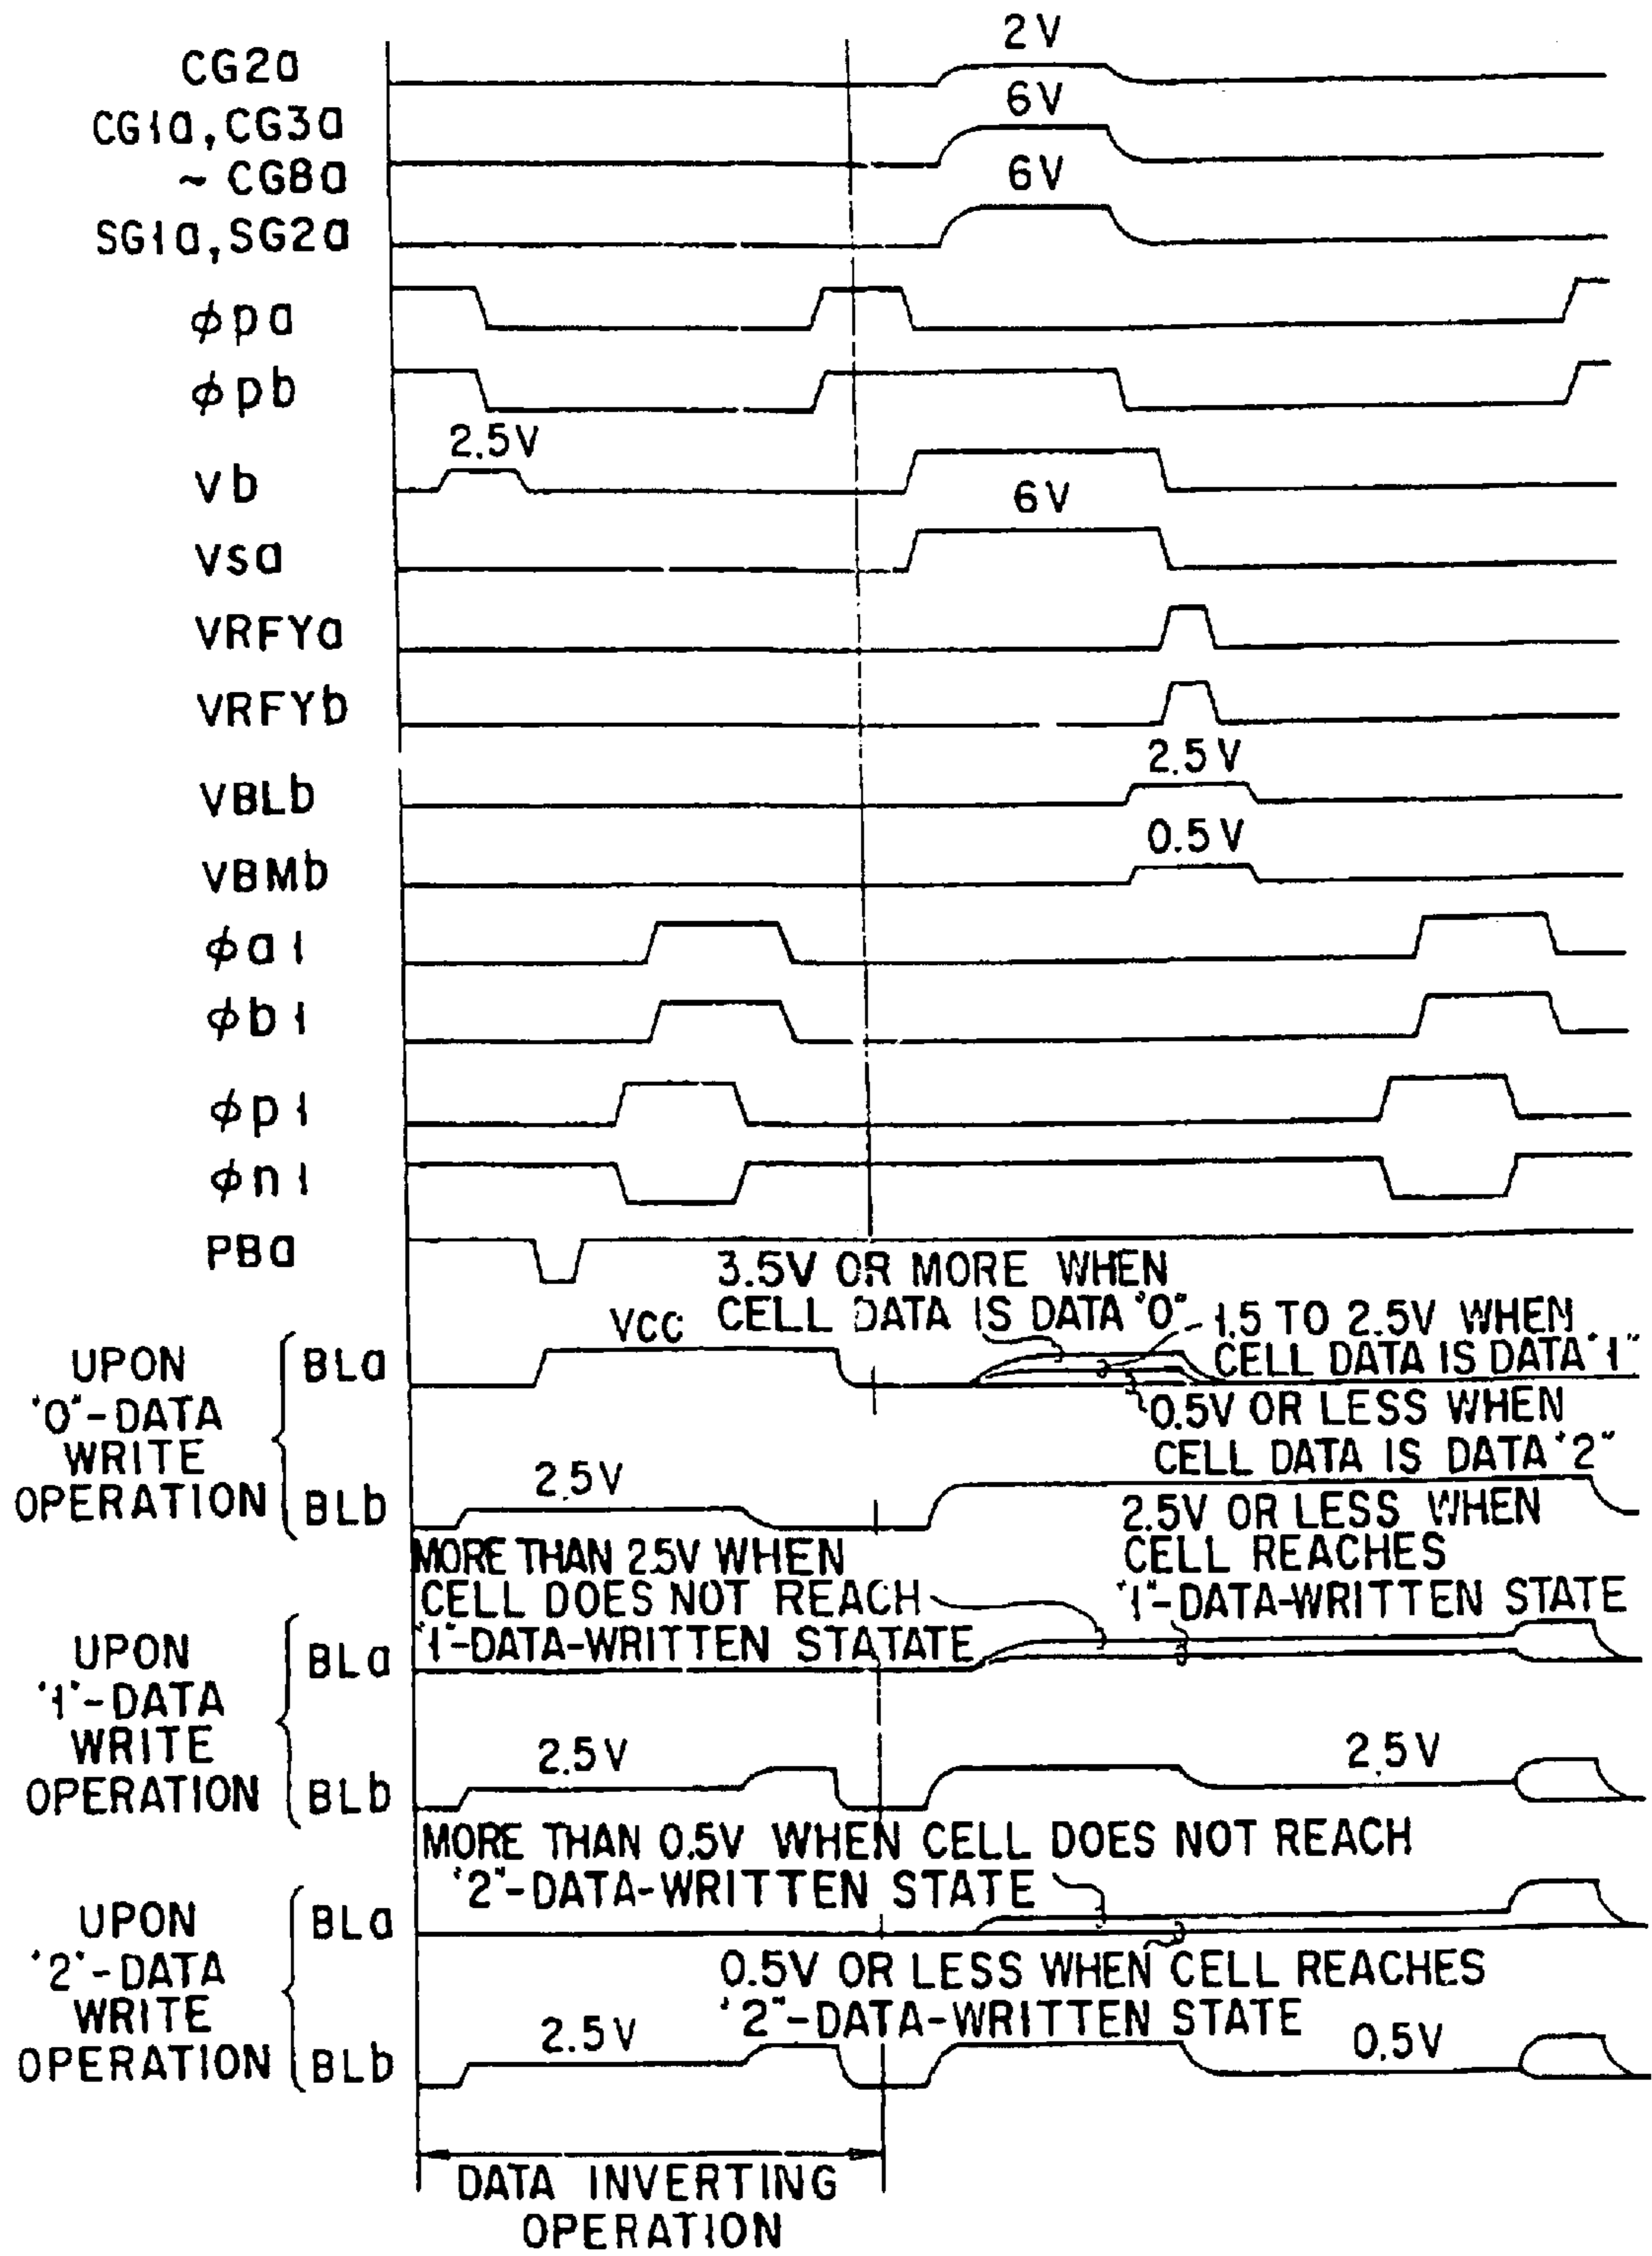 2V
CG2a
6V
CG1a, CG3a
~ CG8a
6V
SG1a, SG2a
φpa
φpb
2.5V
Vb
6V
Vsa
VRFYa
VRFYb
2.5V
VBLb
0.5V
VBMb
φa1
φb1
φp1
φn1
PBa
3.5V OR MORE WHEN
CELL DATA IS DATA "0"
1.5 TO 2.5V WHEN
CELL DATA IS DATA "1"
VCC
UPON
"0"-DATA
WRITE
OPERATION
BLa
0.5V OR LESS WHEN
CELL DATA IS DATA "2"
2.5V
BLb
2.5V OR LESS WHEN
CELL REACHES
"1"-DATA-WRITTEN STATE
MORE THAN 2.5V WHEN
CELL DOES NOT REACH
"1"-DATA-WRITTEN STATATE
UPON
"1"-DATA
WRITE
OPERATION
BLa
2.5V
2.5V
BLb
MORE THAN 0.5V WHEN CELL DOES NOT REACH
"2"-DATA-WRITTEN STATE
UPON
"2"-DATA
WRITE
OPERATION
BLa
0.5V OR LESS WHEN CELL REACHES
"2"-DATA-WRITTEN STATE
2.5V
0.5V
BLb
DATA INVERTING
OPERATION